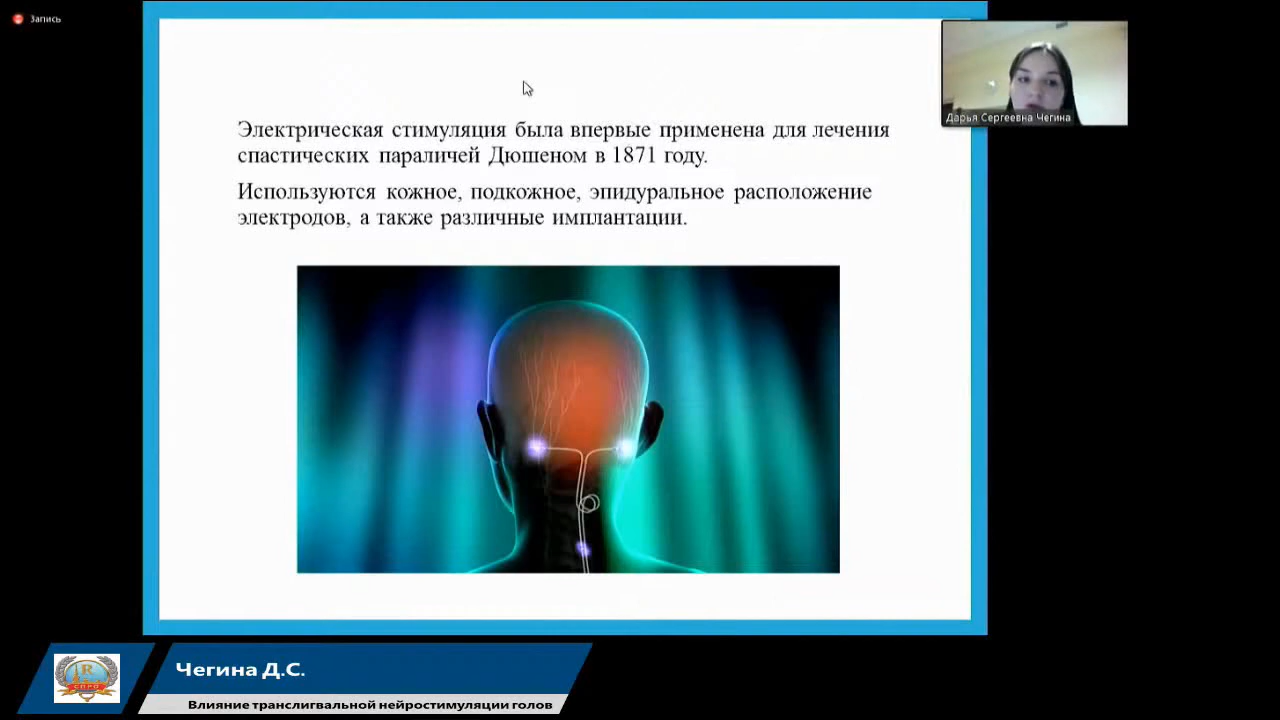 Запись
Электрическая стимуляция была впервые применена для лечения
спастических параличей Дюшеном в 1871 году.
Используются кожное, подкожное, эпидуральное расположение
электродов, а также различные имплантации.
Дарья Сергеевна Чегина
Чегина Д.С.
R
СПРО
Влияние транслигвальной нейростимуляции голов